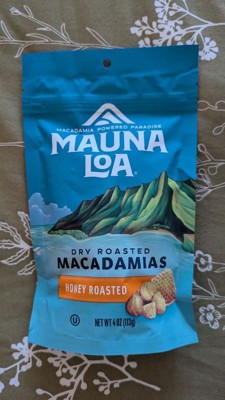 MACADAMIA POWERED PARADISE
MAUNA
LOA®
DRY ROASTED
MACADAMIAS
HONEY ROASTED
U
NET WT 4 OZ (113g)